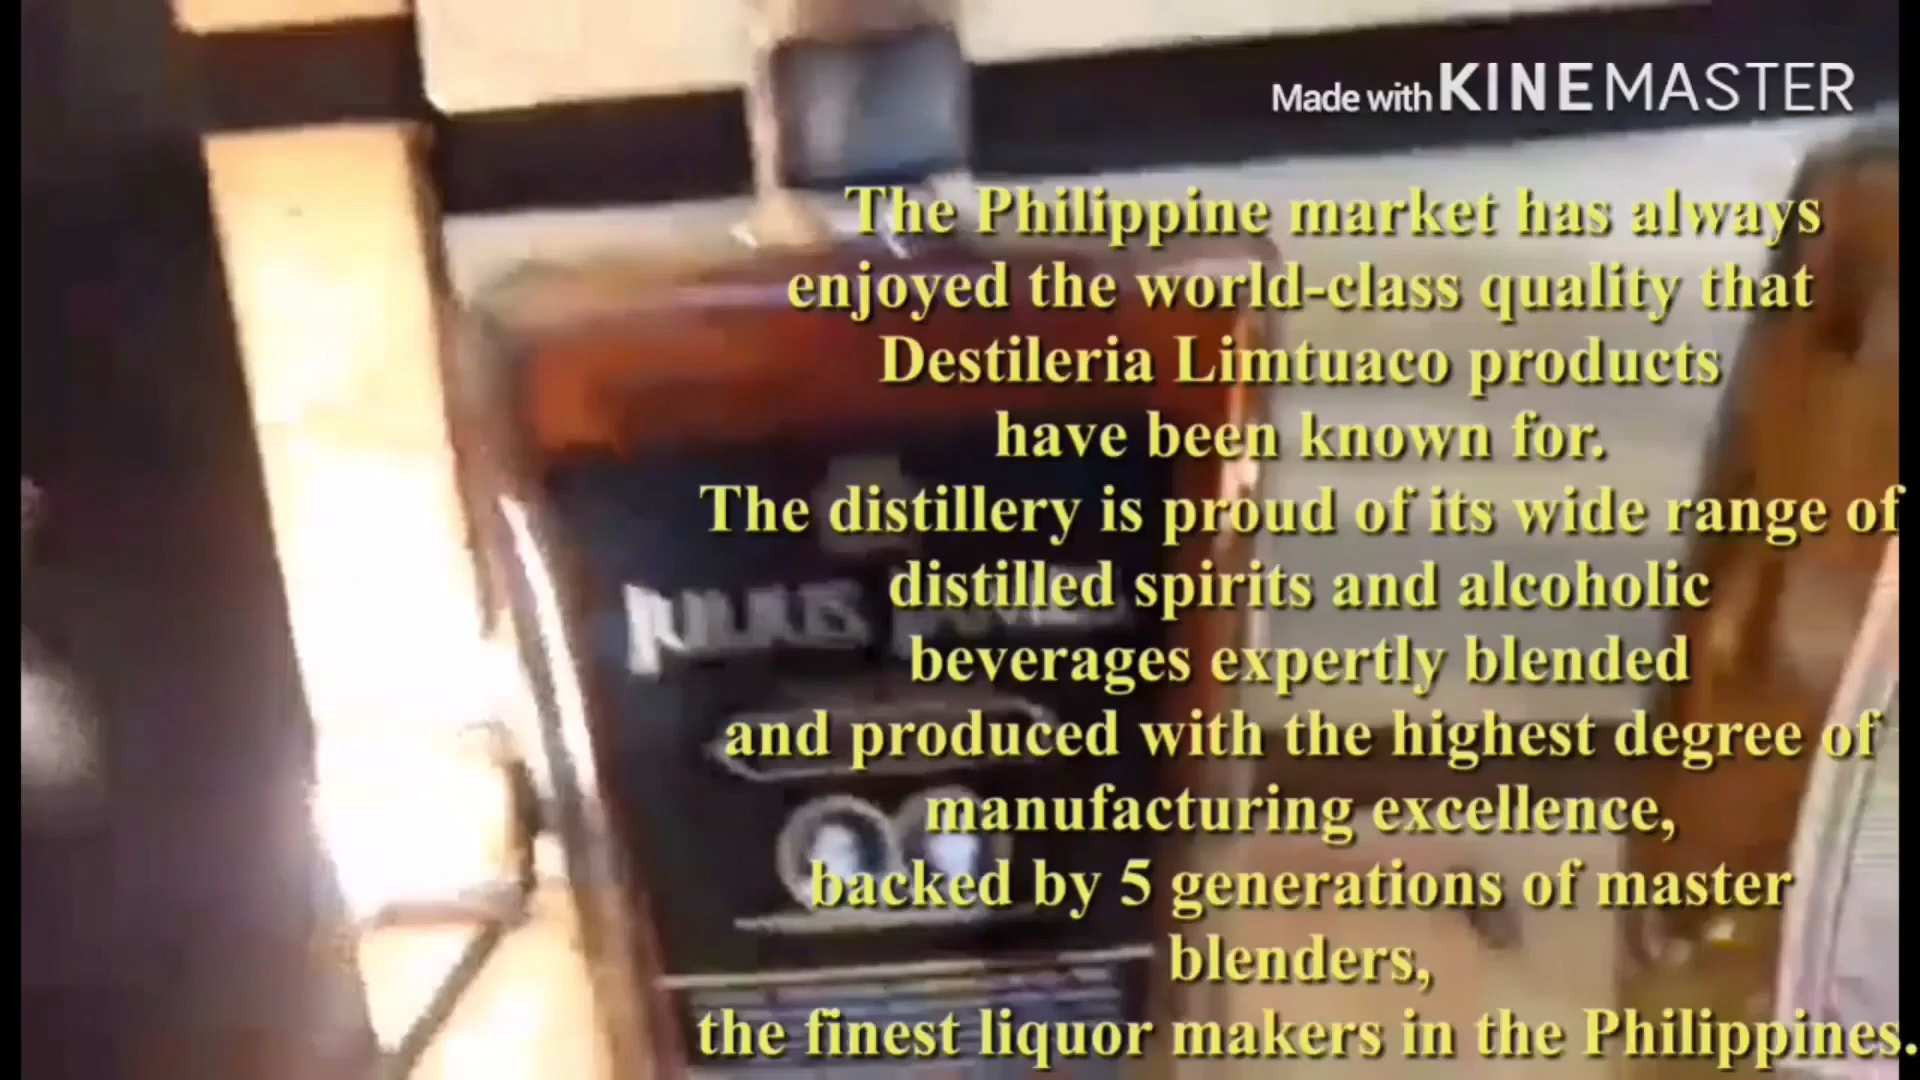 Made with KINEMASTER
The Philippine market has always
enjoyed the world-class quality that
Destileria Limtuaco products
have been known for.
The distillery is proud of its wide range of
distilled spirits and alcoholic
beverages expertly blended
and produced with the highest degree of
manufacturing excellence,
backed by 5 generations of master
blenders,
the finest liquor makers in the Philippines.
JULIUS